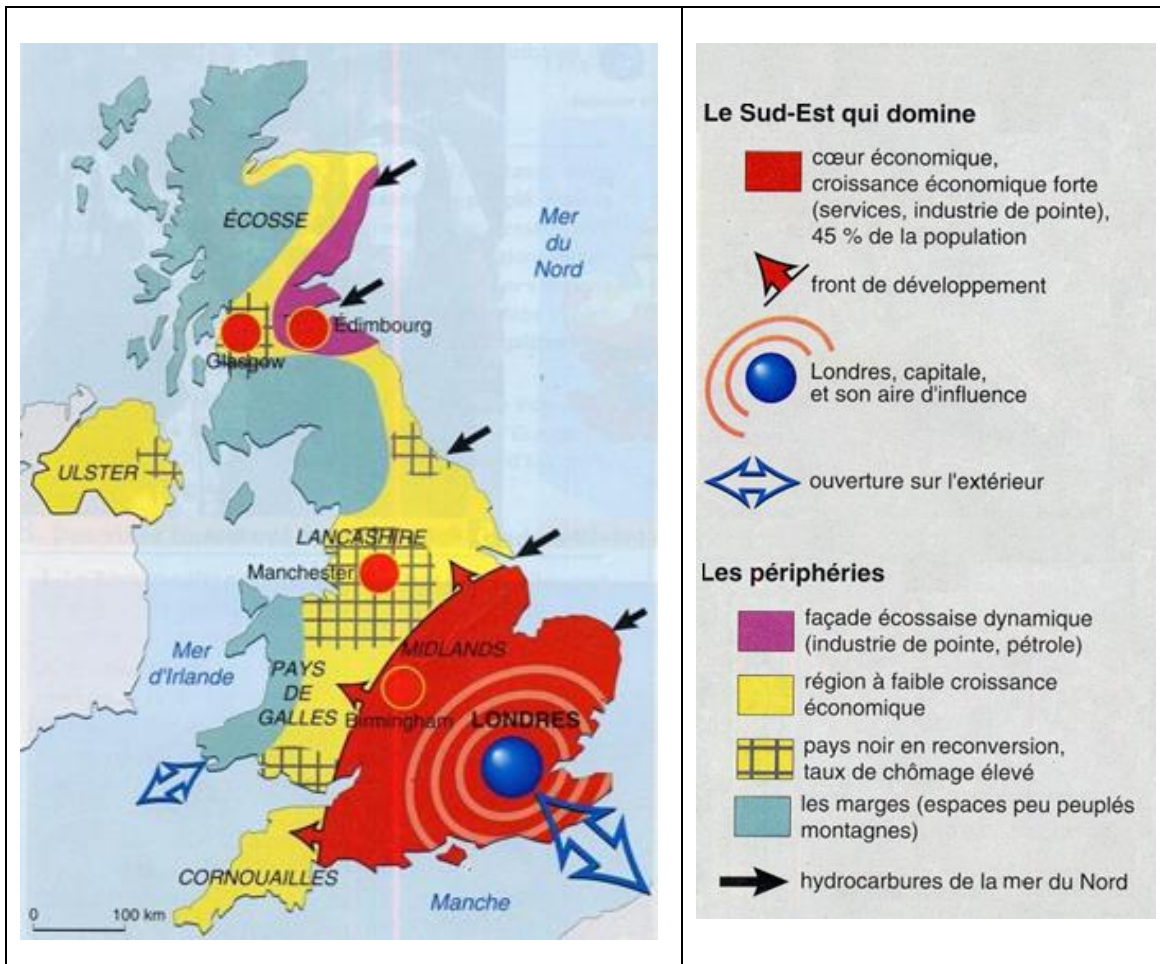 ÉCOSSE
Mer
du
Nord
Édimbourg
Glasgow
ULSTER
LANCASHIRE
Manchester
Mer
d'Irlande
MIDLANDS
PAYS
DE
GALLES
Birmingham
LONDRES
CORNOUAILLES
Manche
0 100 km
Le Sud-Est qui domine
cœur économique,
croissance économique forte
(services, industrie de pointe),
45 % de la population
front de développement
Londres, capitale,
et son aire d'influence
ouverture sur l'extérieur
Les périphéries
façade écossaise dynamique
(industrie de pointe, pétrole)
région à faible croissance
économique
pays noir en reconversion,
taux de chômage élevé
les marges (espaces peu peuplés
montagnes)
hydrocarbures de la mer du Nord